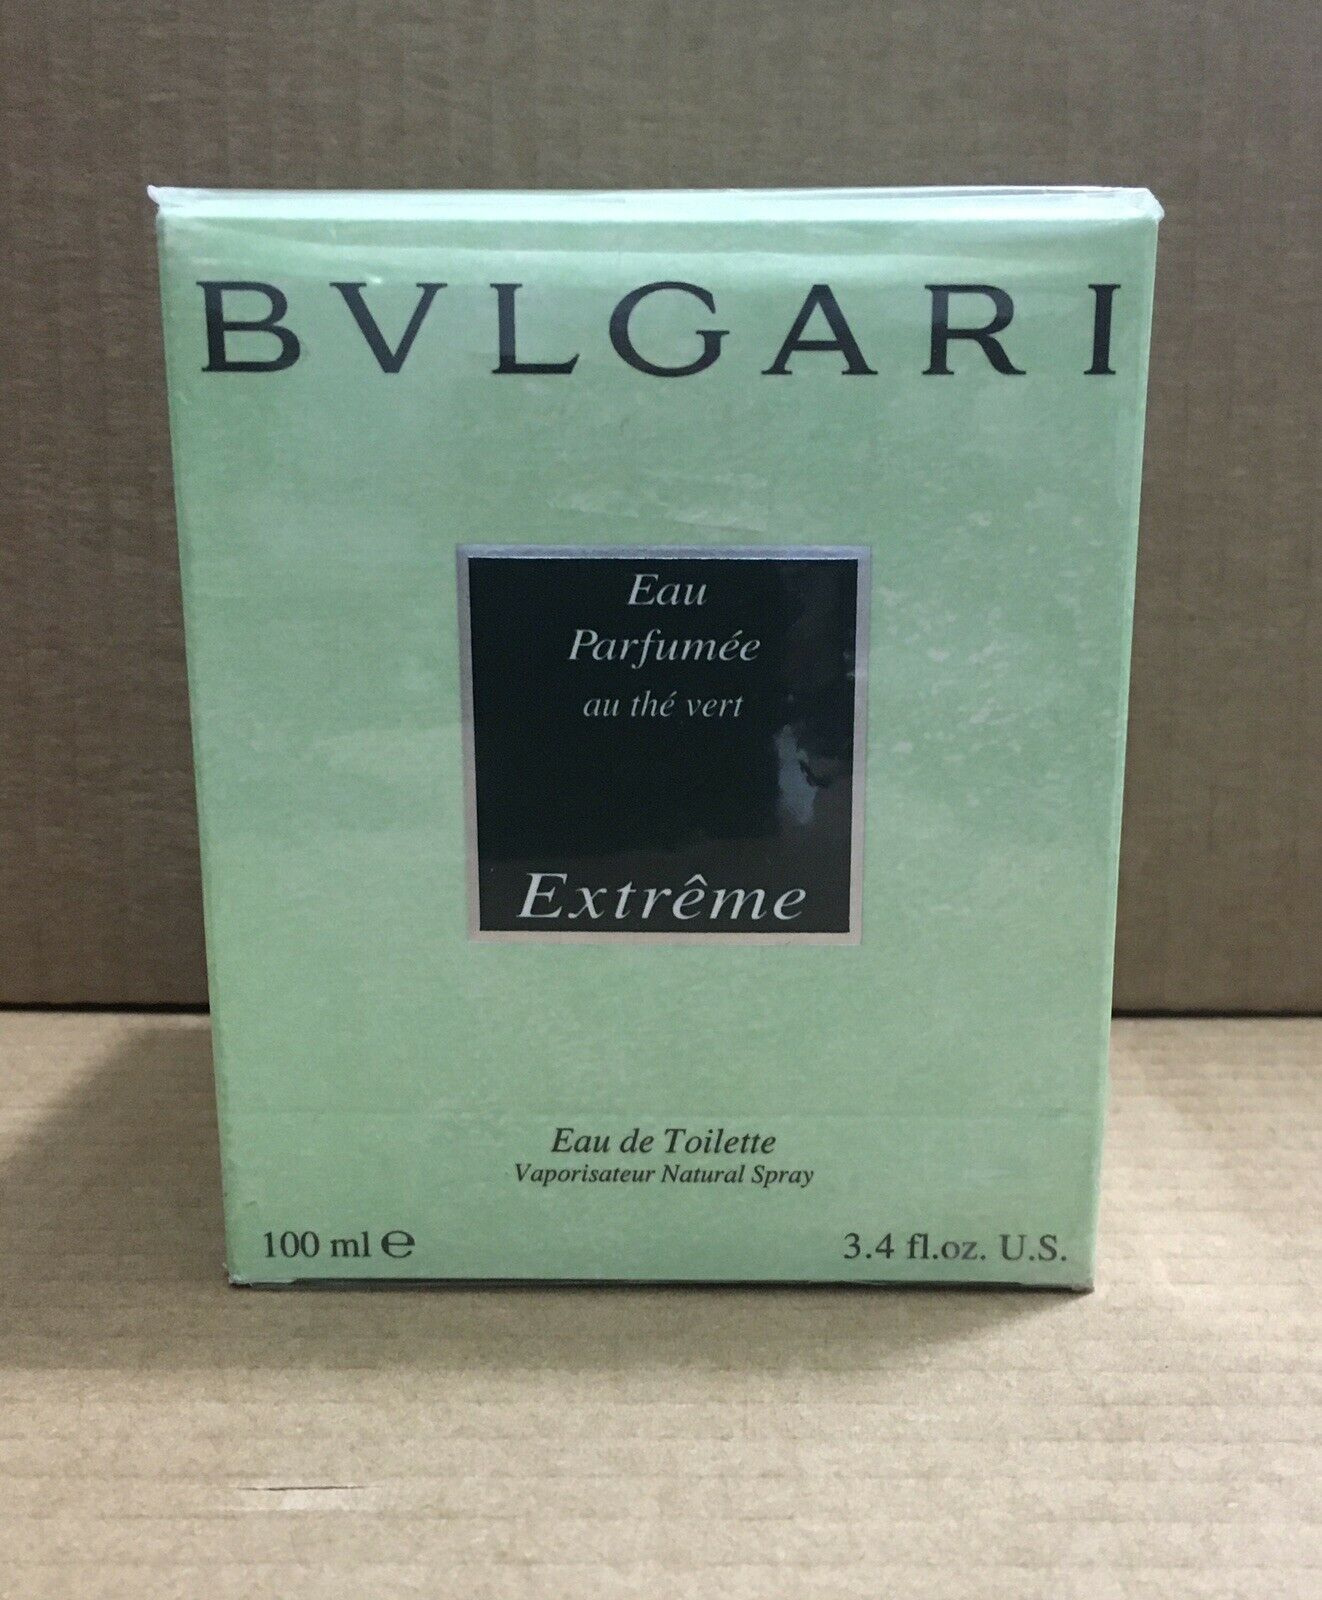 BVLGARI
Eau
Parfumée
au thé vert
Extrême
Eau de Toilette
Vaporisateur Natural Spray
100 ml ℮
3.4 fl.oz. U.S.